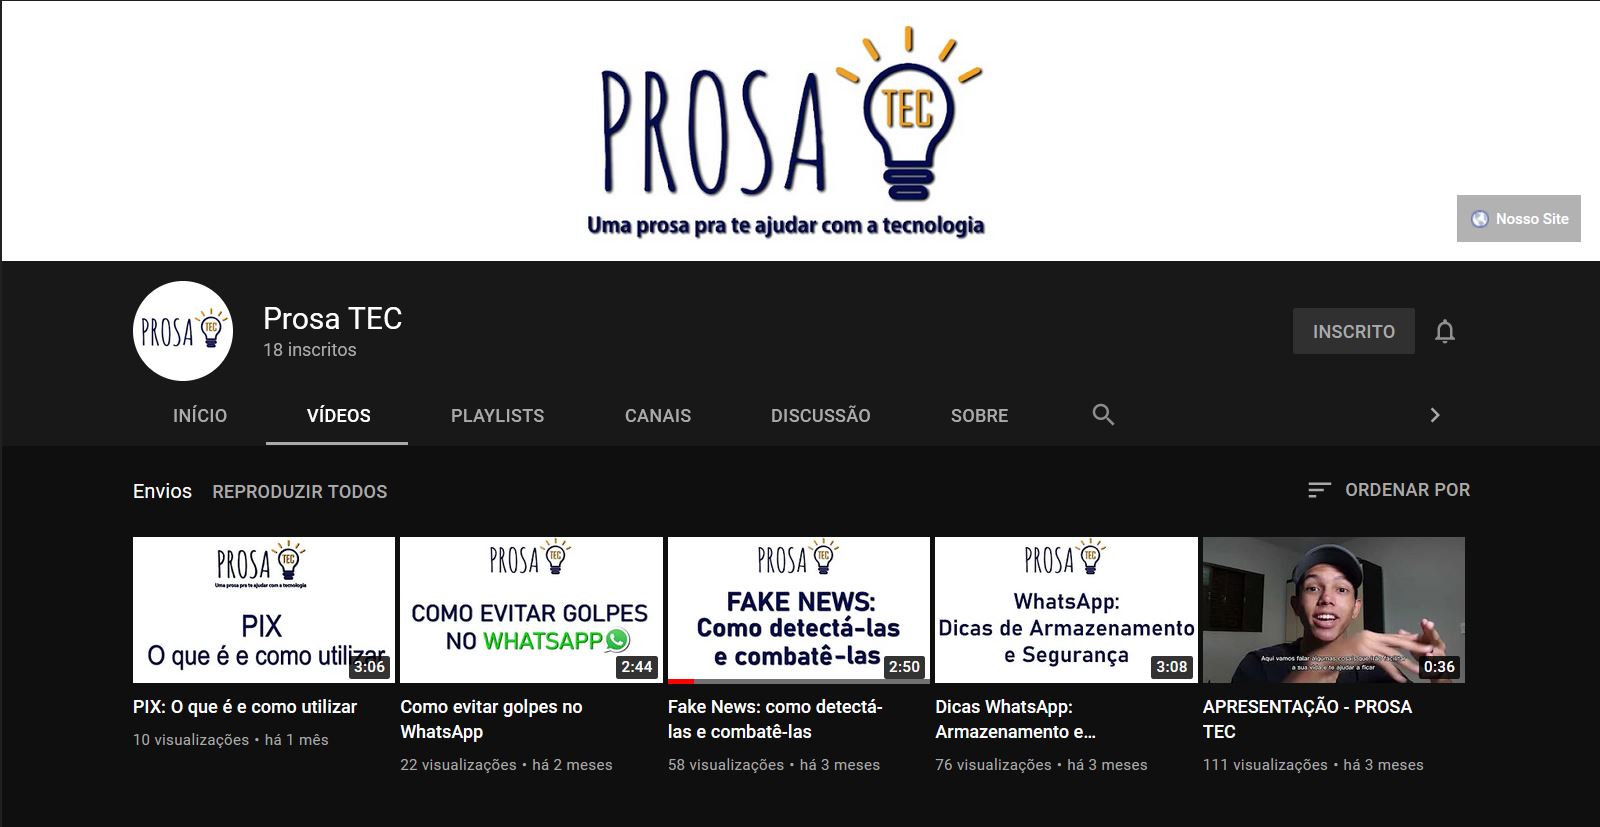 PROSA TEC
Uma prosa pra te ajudar com a tecnologia
Nosso Site
PROSA TEC
Prosa TEC
18 inscritos
INSCRITO
INÍCIO
VÍDEOS
PLAYLISTS
CANAIS
DISCUSSÃO
SOBRE
Envios
REPRODUZIR TODOS
ORDENAR POR
PROSA TEC
Uma prosa pra te ajudar com a tecnologia
PIX
O que é e como utilizar
3:06
PIX: O que é e como utilizar
10 visualizações • há 1 mês
PROSA TEC
COMO EVITAR GOLPES
NO WHATSAPP
2:44
Como evitar golpes no
WhatsApp
22 visualizações • há 2 meses
PROSA TEC
FAKE NEWS:
Como detectá-las
e combatê-las
2:50
Fake News: como detectá-
las e combatê-las
58 visualizações • há 3 meses
PROSA TEC
WhatsApp:
Dicas de Armazenamento
e Segurança
3:08
Dicas WhatsApp:
Armazenamento e...
76 visualizações • há 3 meses
Aqui vamos falar algumas coisas que vão facilitar
a sua vida e te ajudar a ficar
0:36
APRESENTAÇÃO - PROSA
TEC
111 visualizações • há 3 meses